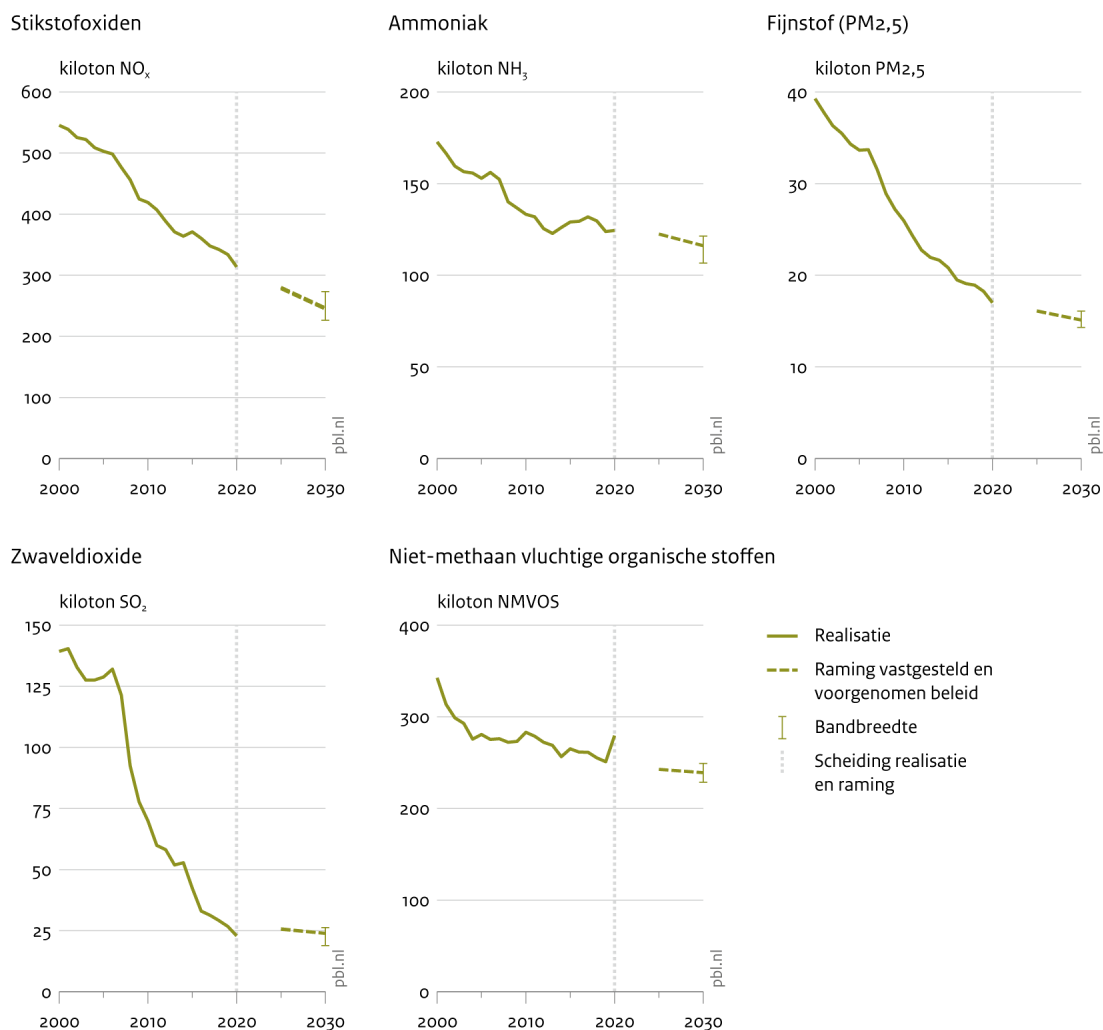 Stikstofoxiden
kiloton NOₓ
600
500
400
300
200
100
0
2000 2010 2020 2030
pbl.nl
Ammoniak
kiloton NH₃
200
150
100
50
0
2000 2010 2020 2030
pbl.nl
Fijnstof (PM2,5)
kiloton PM2,5
40
30
20
10
0
2000 2010 2020 2030
pbl.nl
Zwaveldioxide
kiloton SO₂
150
125
100
75
50
25
0
2000 2010 2020 2030
pbl.nl
Niet-methaan vluchtige organische stoffen
kiloton NMVOS
400
300
200
100
0
2000 2010 2020 2030
pbl.nl
Realisatie
Raming vastgesteld en
voorgenomen beleid
Bandbreedte
Scheiding realisatie
en raming